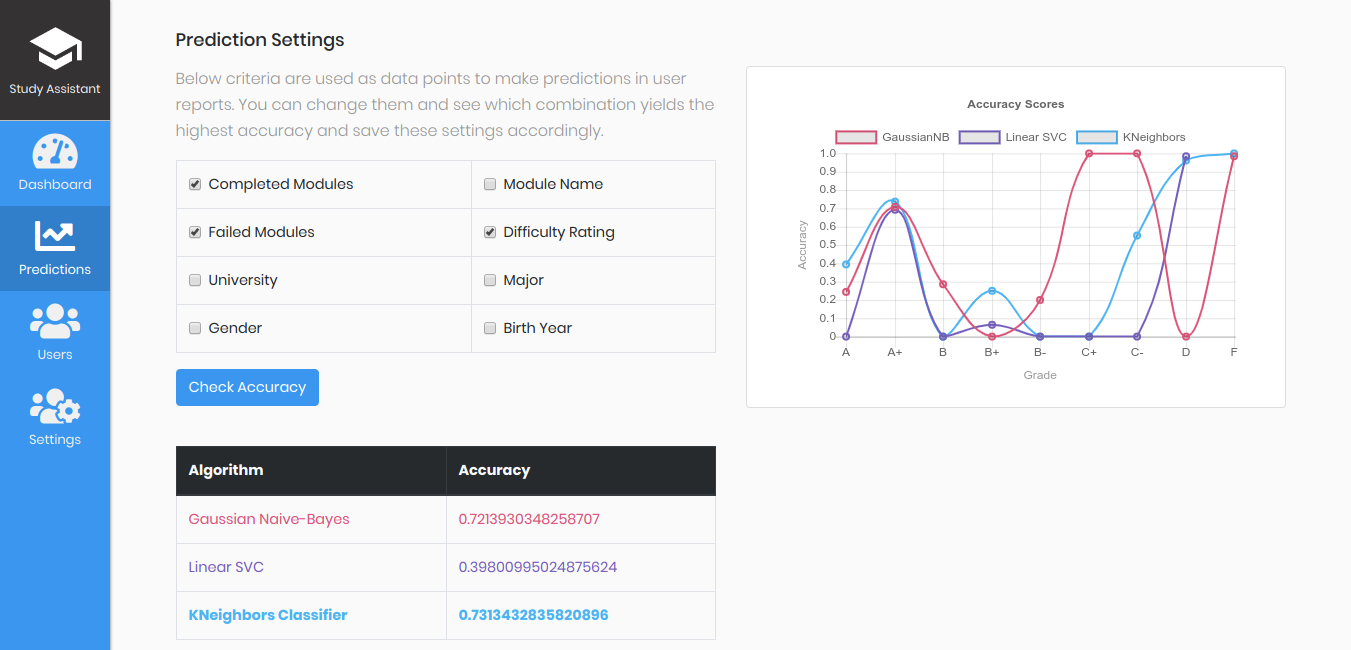 Study Assistant
Dashboard
Predictions
Users
Settings
Prediction Settings
Below criteria are used as data points to make predictions in user
reports. You can change them and see which combination yields the
highest accuracy and save these settings accordingly.
Completed Modules
Module Name
Failed Modules
Difficulty Rating
University
Major
Gender
Birth Year
Check Accuracy
Algorithm
Accuracy
Gaussian Naive-Bayes
0.7213930348258707
Linear SVC
0.39800995024875624
KNeighbors Classifier
0.7313432835820896
Accuracy Scores
GaussianNB
Linear SVC
KNeighbors
1.0
0.9
0.8
0.7
0.6
0.5
0.4
0.3
0.2
0.1
0
Accuracy
A
A+
B
B+
B-
C+
C-
D
F
Grade